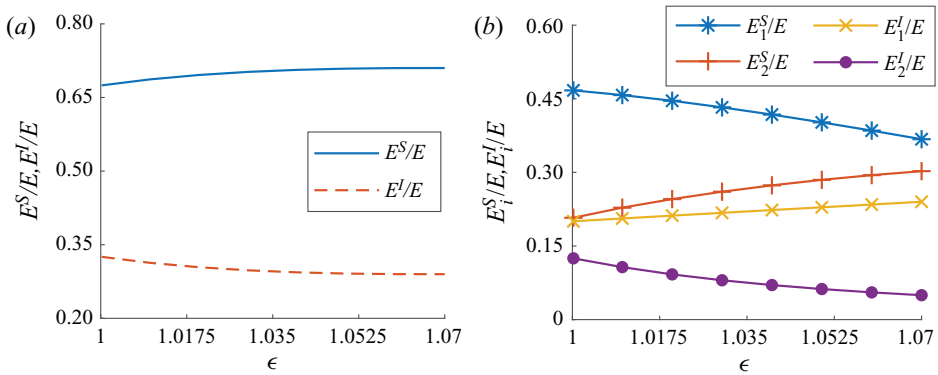 (a)
0.80
0.65
0.50
0.35
0.20
E^S/E, E^I/E
E^S/E
E^I/E
1 1.0175 1.035 1.0525 1.07
ϵ
(b)
0.60
0.45
0.30
0.15
0
E_i^S/E, E_i^I/E
E_1^S/E E_1^I/E
E_2^S/E E_2^I/E
1 1.0175 1.035 1.0525 1.07
ϵ